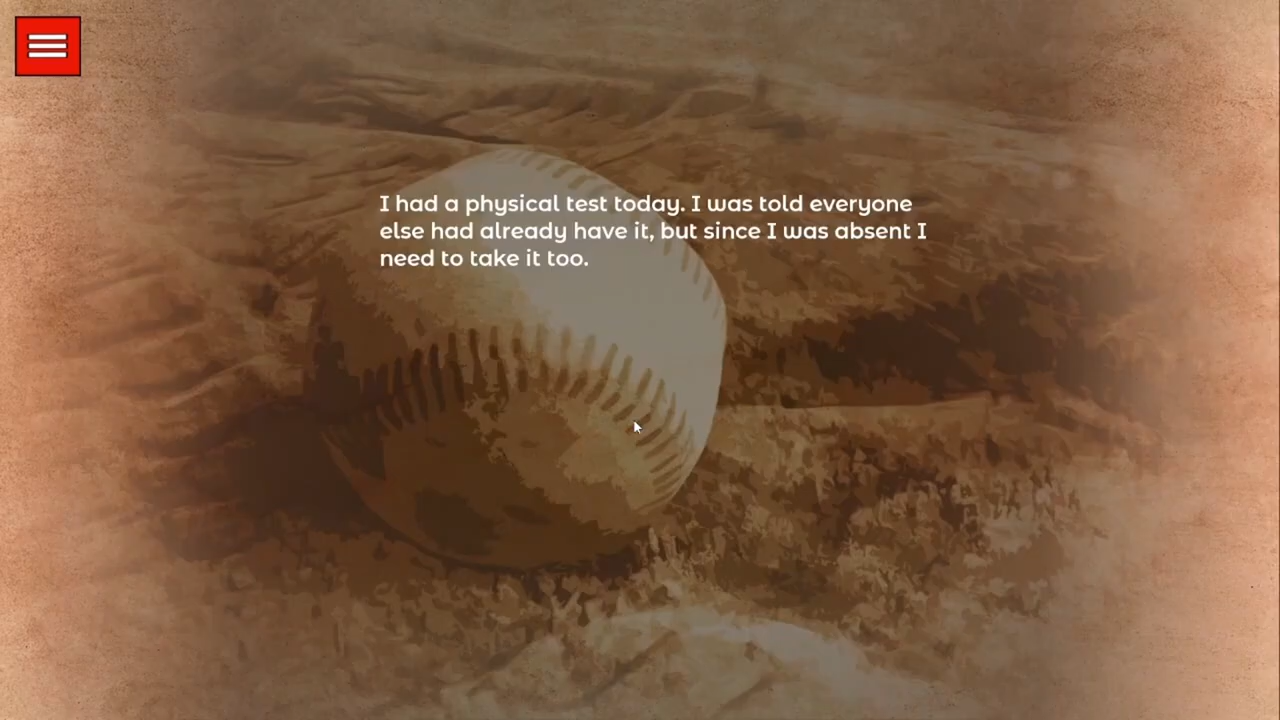 I had a physical test today. I was told everyone
else had already have it, but since I was absent I
need to take it too.